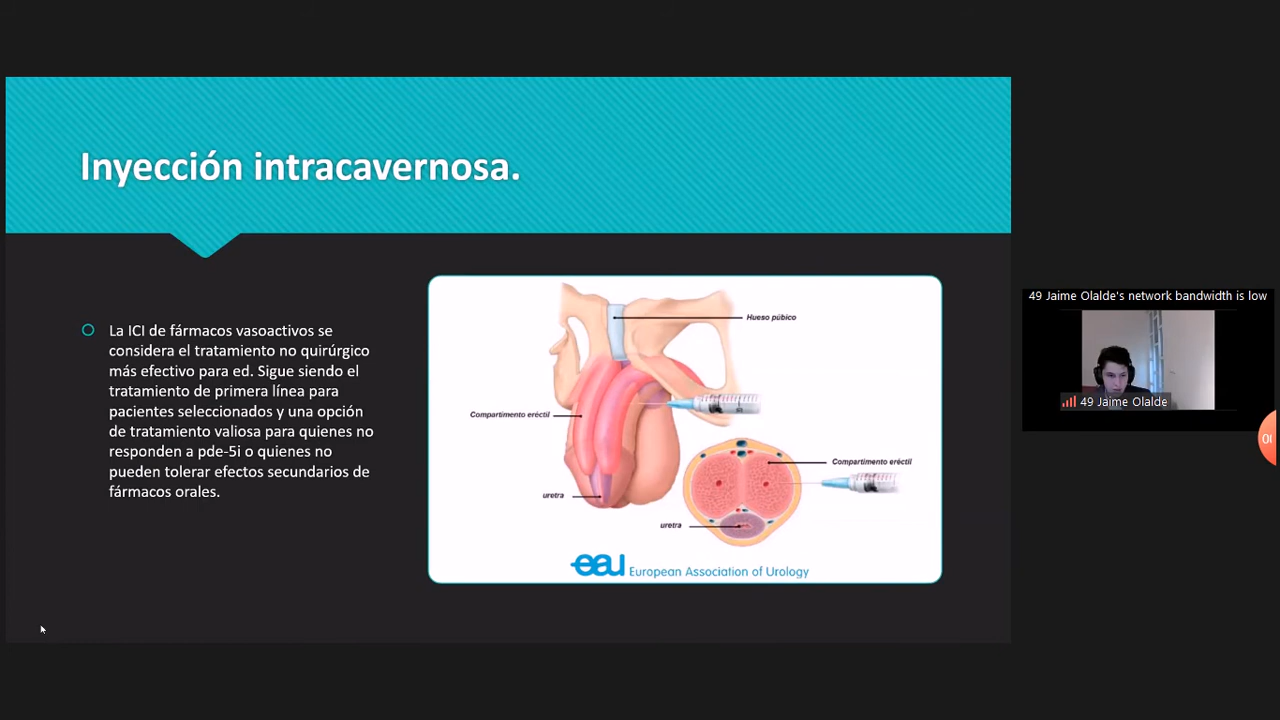 Inyección intracavernosa.
La ICI de fármacos vasoactivos se
considera el tratamiento no quirúrgico
más efectivo para ed. Sigue siendo el
tratamiento de primera línea para
pacientes seleccionados y una opción
de tratamiento valiosa para quienes no
responden a pde-5i o quienes no
pueden tolerar efectos secundarios de
fármacos orales.
Hueso púbico
Compartimento eréctil
Compartimento eréctil
uretra
uretra
eau European Association of Urology
49 Jaime Olalde's network bandwidth is low
49 Jaime Olalde